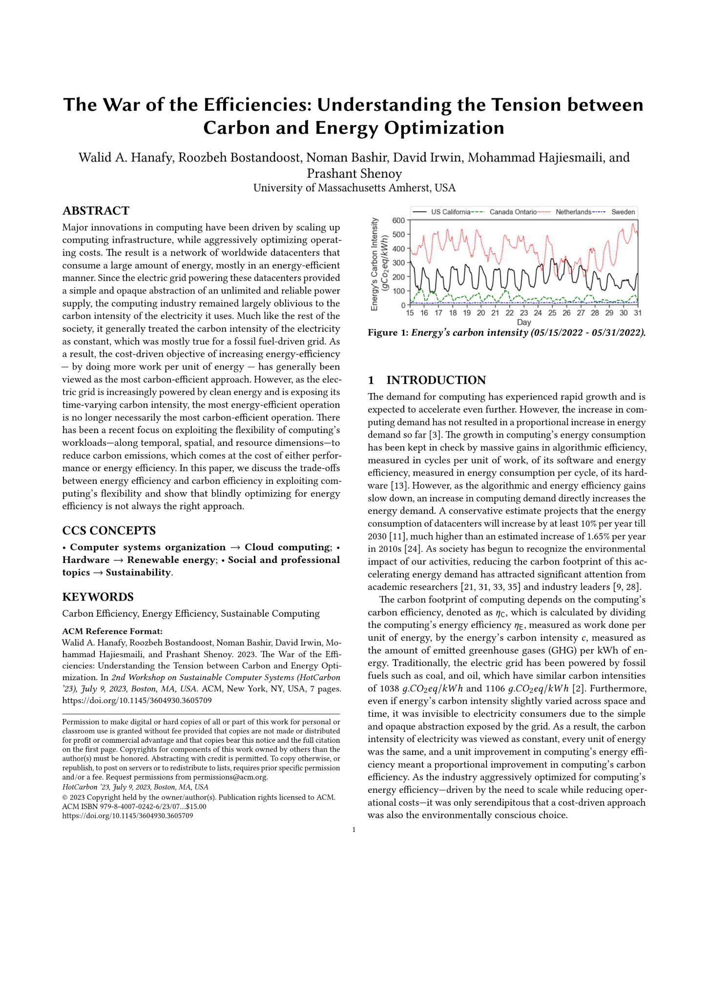 The War of the Efficiencies: Understanding the Tension between
Carbon and Energy Optimization
Walid A. Hanafy, Roozbeh Bostandoost, Noman Bashir, David Irwin, Mohammad Hajiesmaili, and
Prashant Shenoy
University of Massachusetts Amherst, USA
ABSTRACT
Major innovations in computing have been driven by scaling up
computing infrastructure, while aggressively optimizing operat-
ing costs. The result is a network of worldwide datacenters that
consume a large amount of energy, mostly in an energy-efficient
manner. Since the electric grid powering these datacenters provided
a simple and opaque abstraction of an unlimited and reliable power
supply, the computing industry remained largely oblivious to the
carbon intensity of the electricity it uses. Much like the rest of the
society, it generally treated the carbon intensity of the electricity
as constant, which was mostly true for a fossil fuel-driven grid. As
a result, the cost-driven objective of increasing energy-efficiency
— by doing more work per unit of energy — has generally been
viewed as the most carbon-efficient approach. However, as the elec-
tric grid is increasingly powered by clean energy and is exposing its
time-varying carbon intensity, the most energy-efficient operation
is no longer necessarily the most carbon-efficient operation. There
has been a recent focus on exploiting the flexibility of computing's
workloads—along temporal, spatial, and resource dimensions—to
reduce carbon emissions, which comes at the cost of either perfor-
mance or energy efficiency. In this paper, we discuss the trade-offs
between energy efficiency and carbon efficiency in exploiting com-
puting's flexibility and show that blindly optimizing for energy
efficiency is not always the right approach.
CCS CONCEPTS
• Computer systems organization → Cloud computing; •
Hardware → Renewable energy; • Social and professional
topics → Sustainability.
KEYWORDS
Carbon Efficiency, Energy Efficiency, Sustainable Computing
ACM Reference Format:
Walid A. Hanafy, Roozbeh Bostandoost, Noman Bashir, David Irwin, Mo-
hammad Hajiesmaili, and Prashant Shenoy. 2023. The War of the Effi-
ciencies: Understanding the Tension between Carbon and Energy Opti-
mization. In 2nd Workshop on Sustainable Computer Systems (HotCarbon
'23), July 9, 2023, Boston, MA, USA. ACM, New York, NY, USA, 7 pages.
https://doi.org/10.1145/3604930.3605709
Permission to make digital or hard copies of all or part of this work for personal or
classroom use is granted without fee provided that copies are not made or distributed
for profit or commercial advantage and that copies bear this notice and the full citation
on the first page. Copyrights for components of this work owned by others than the
author(s) must be honored. Abstracting with credit is permitted. To copy otherwise, or
republish, to post on servers or to redistribute to lists, requires prior specific permission
and/or a fee. Request permissions from permissions@acm.org.
HotCarbon '23, July 9, 2023, Boston, MA, USA
© 2023 Copyright held by the owner/author(s). Publication rights licensed to ACM.
ACM ISBN 979-8-4007-0242-6/23/07...$15.00
https://doi.org/10.1145/3604930.3605709
US California Canada Ontario Netherlands Sweden
Energy's Carbon Intensity
(gCo2eq/kWh)
600
500
400
300
200
100
0
15 16 17 18 19 20 21 22 23 24 25 26 27 28 29 30 31
Day
Figure 1: Energy's carbon intensity (05/15/2022 - 05/31/2022).
1 INTRODUCTION
The demand for computing has experienced rapid growth and is
expected to accelerate even further. However, the increase in com-
puting demand has not resulted in a proportional increase in energy
demand so far [3]. The growth in computing's energy consumption
has been kept in check by massive gains in algorithmic efficiency,
measured in cycles per unit of work, of its software and energy
efficiency, measured in energy consumption per cycle, of its hard-
ware [13]. However, as the algorithmic and energy efficiency gains
slow down, an increase in computing demand directly increases the
energy demand. A conservative estimate projects that the energy
consumption of datacenters will increase by at least 10% per year till
2030 [11], much higher than an estimated increase of 1.65% per year
in 2010s [24]. As society has begun to recognize the environmental
impact of our activities, reducing the carbon footprint of this ac-
celerating energy demand has attracted significant attention from
academic researchers [21, 31, 33, 35] and industry leaders [9, 28].
The carbon footprint of computing depends on the computing's
carbon efficiency, denoted as ηC, which is calculated by dividing
the computing's energy efficiency ηE, measured as work done per
unit of energy, by the energy's carbon intensity c, measured as
the amount of emitted greenhouse gases (GHG) per kWh of en-
ergy. Traditionally, the electric grid has been powered by fossil
fuels such as coal, and oil, which have similar carbon intensities
of 1038 g.CO2eq/kWh and 1106 g.CO2eq/kWh [2]. Furthermore,
even if energy's carbon intensity slightly varied across space and
time, it was invisible to electricity consumers due to the simple
and opaque abstraction exposed by the grid. As a result, the carbon
intensity of electricity was viewed as constant, every unit of energy
was the same, and a unit improvement in computing's energy effi-
ciency meant a proportional improvement in computing's carbon
efficiency. As the industry aggressively optimized for computing's
energy efficiency—driven by the need to scale while reducing oper-
ational costs—it was only serendipitous that a cost-driven approach
was also the environmentally conscious choice.
1